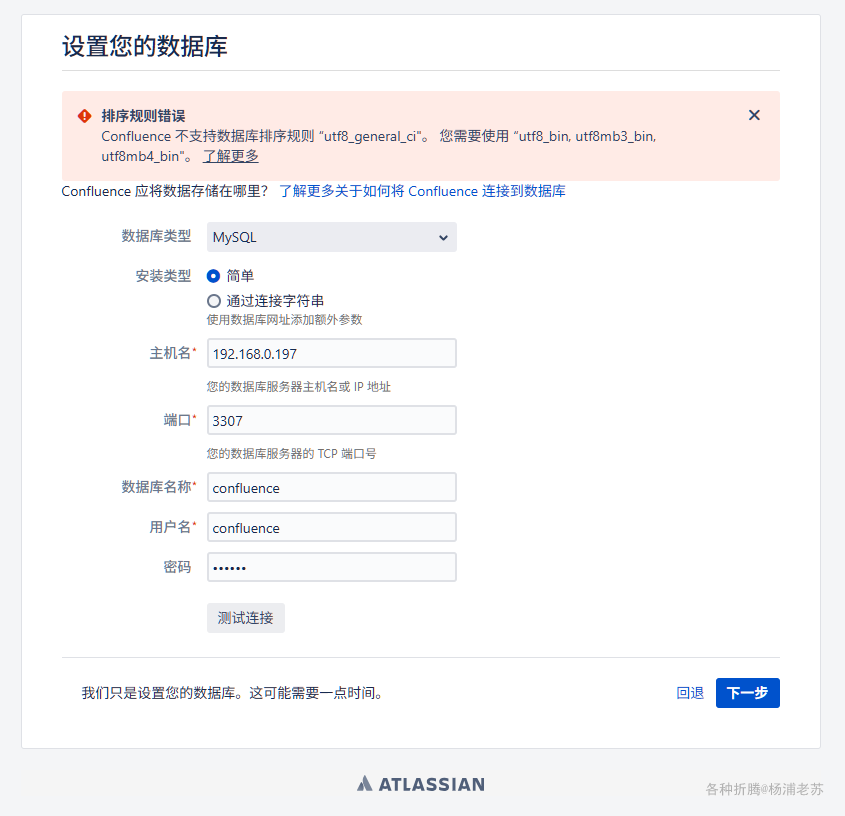 设置您的数据库
排序规则错误
Confluence 不支持数据库排序规则 “utf8_general_ci"。 您需要使用 “utf8_bin, utf8mb3_bin,
utf8mb4_bin"。 了解更多
Confluence 应将数据存储在哪里? 了解更多关于如何将 Confluence 连接到数据库
数据库类型 MySQL
安装类型 简单
通过连接字符串
使用数据库网址添加额外参数
主机名* 192.168.0.197
您的数据库服务器主机名或 IP 地址
端口* 3307
您的数据库服务器的 TCP 端口号
数据库名称* confluence
用户名* confluence
密码 ••••••
测试连接
我们只是设置您的数据库。这可能需要一点时间。 回退 下一步
ATLASSIAN
各种折腾@杨浦老苏